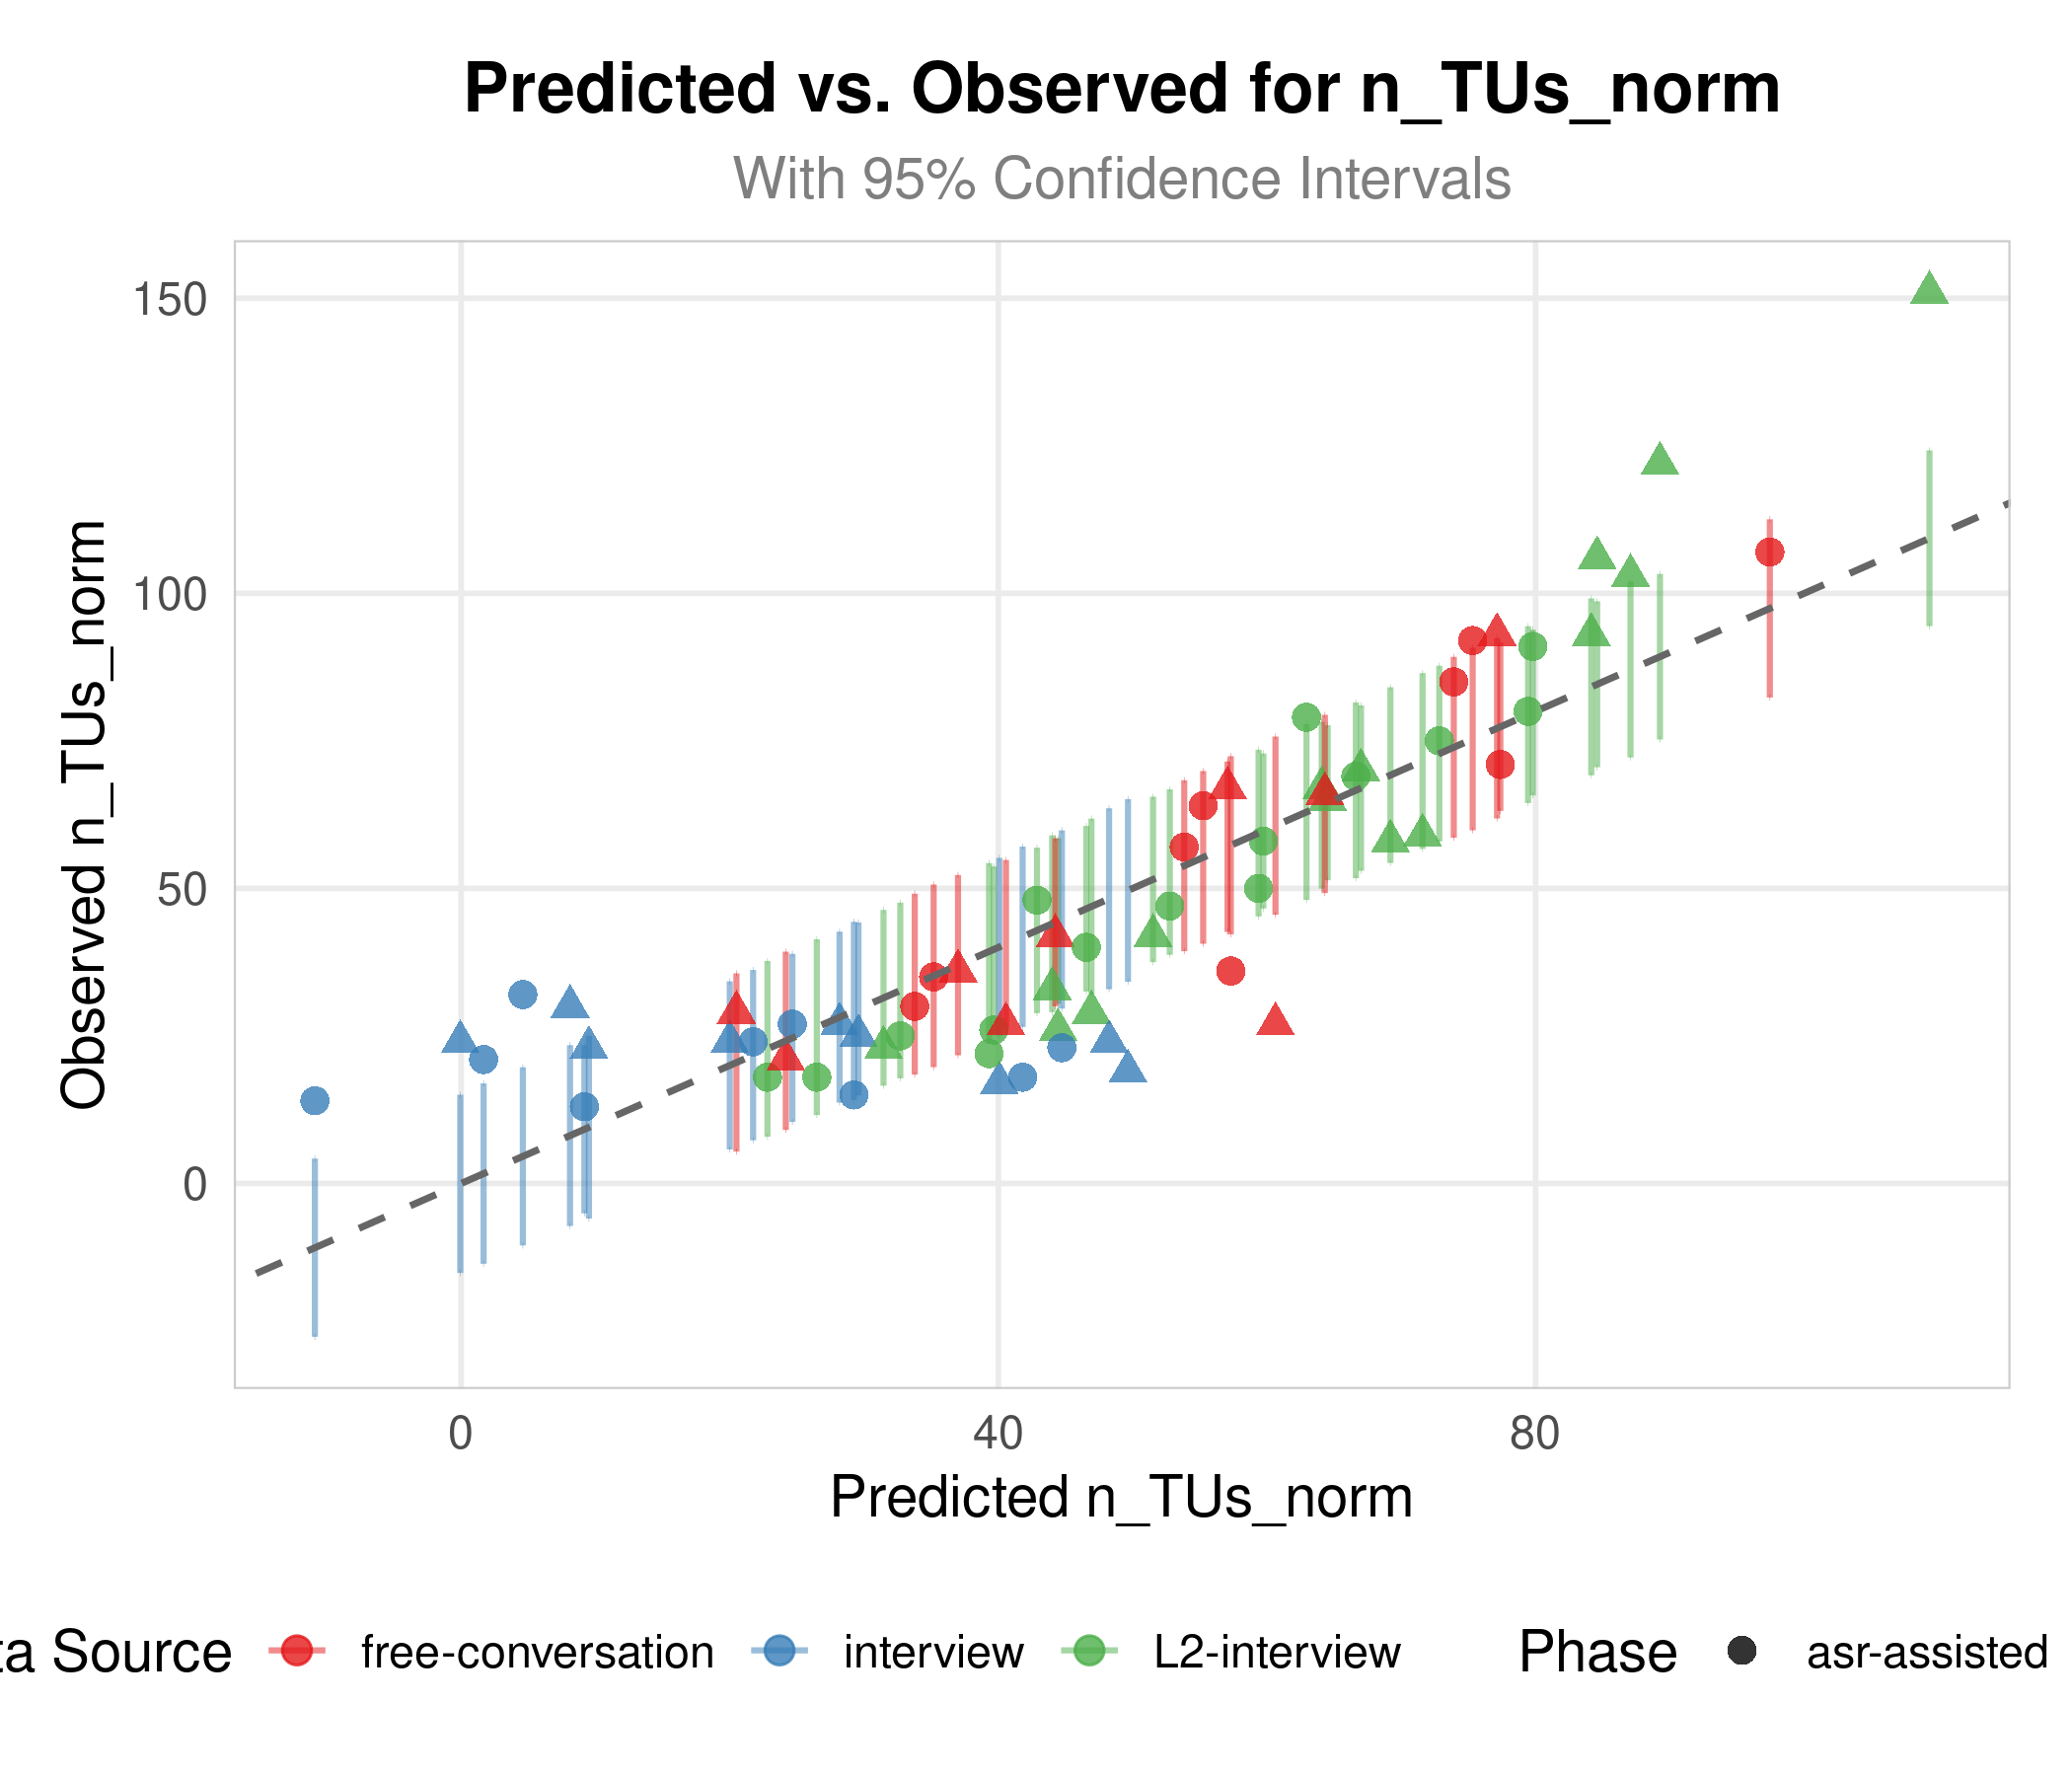 Predicted vs. Observed for n_TUs_norm
With 95% Confidence Intervals
Observed n_TUs_norm
150
100
50
0
0 40 80
Predicted n_TUs_norm
ta Source free-conversation interview L2-interview Phase asr-assisted